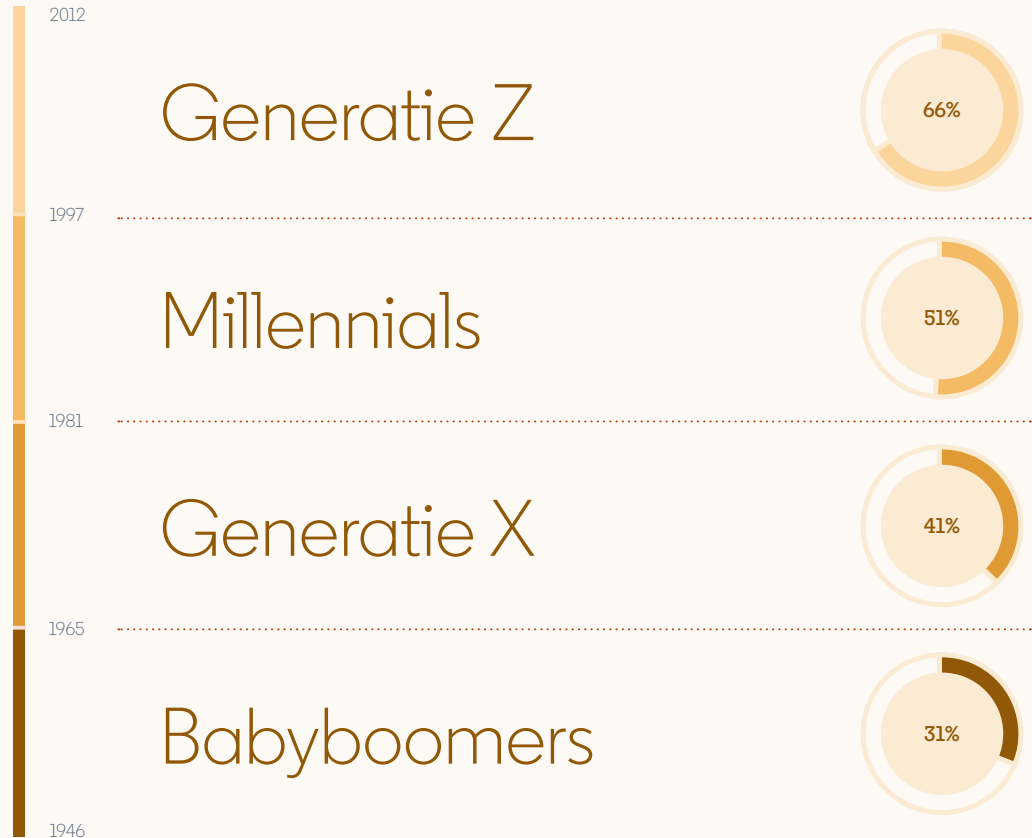 2012
Generatie Z
66%
1997
Millennials
51%
1981
Generatie X
41%
1965
Babyboomers
31%
1946